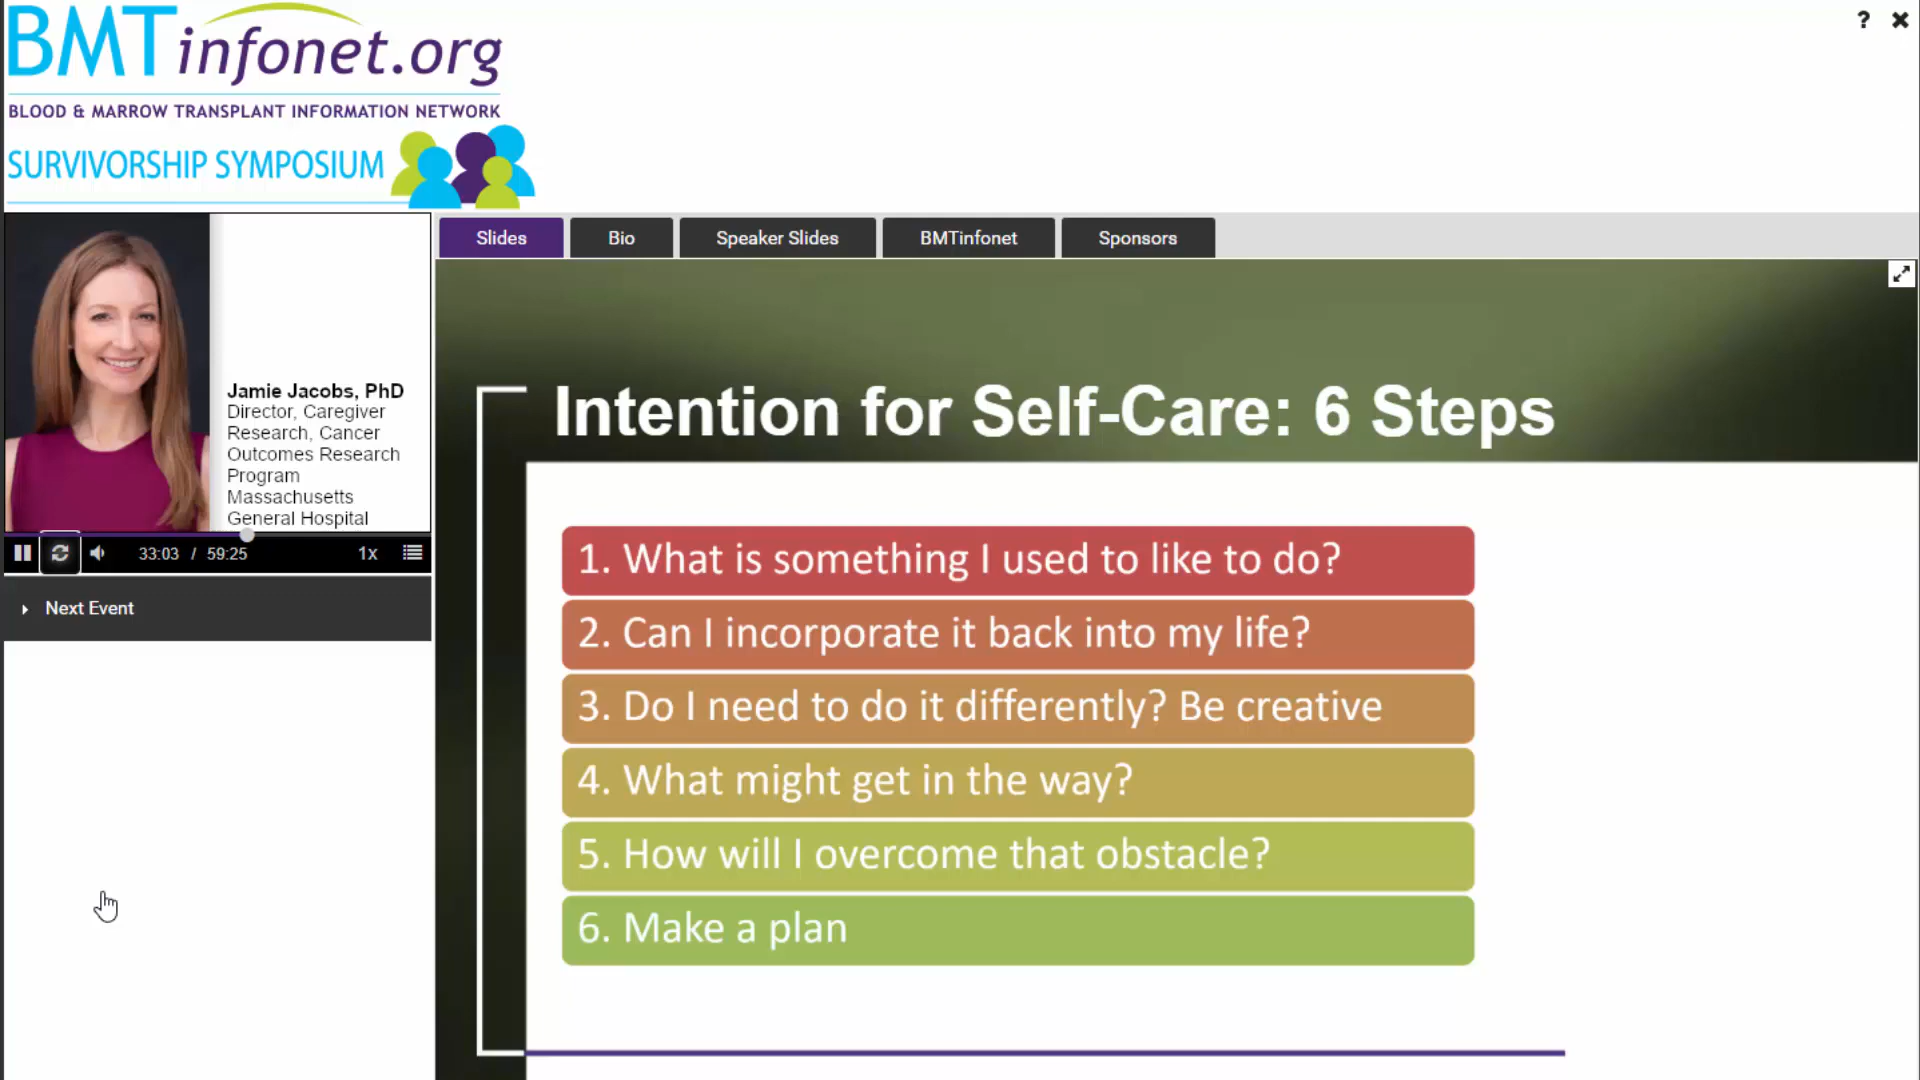 BMTinfonet.org
BLOOD & MARROW TRANSPLANT INFORMATION NETWORK
SURVIVORSHIP SYMPOSIUM
? ×
Jamie Jacobs, PhD
Director, Caregiver
Research, Cancer
Outcomes Research
Program
Massachusetts
General Hospital
33:03 / 59:25 1x
Next Event
Slides Bio Speaker Slides BMTinfonet Sponsors
Intention for Self-Care: 6 Steps
1. What is something I used to like to do?
2. Can I incorporate it back into my life?
3. Do I need to do it differently? Be creative
4. What might get in the way?
5. How will I overcome that obstacle?
6. Make a plan